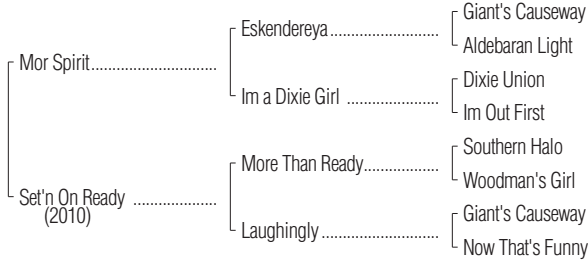 Giant's Causeway
Eskendereya
Aldebaran Light
Mor Spirit
Dixie Union
Im a Dixie Girl
Im Out First
Southern Halo
More Than Ready
Woodman's Girl
Set'n On Ready
(2010)
Giant's Causeway
Laughingly
Now That's Funny